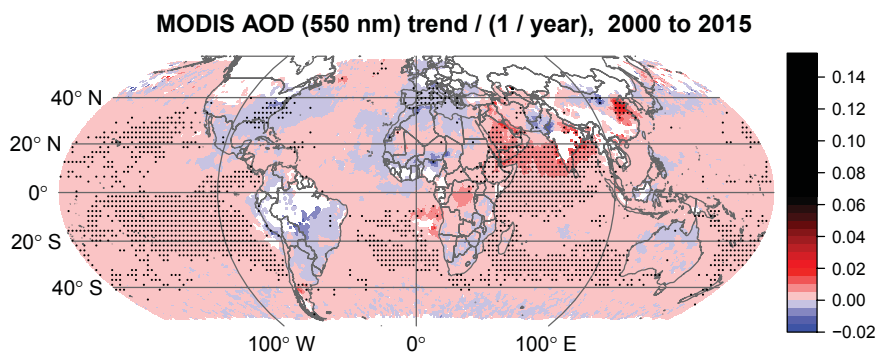 MODIS AOD (550 nm) trend / (1 / year), 2000 to 2015
40° N
20° N
0°
20° S
40° S
100° W
0°
100° E
0.14
0.12
0.10
0.08
0.06
0.04
0.02
0.00
−0.02